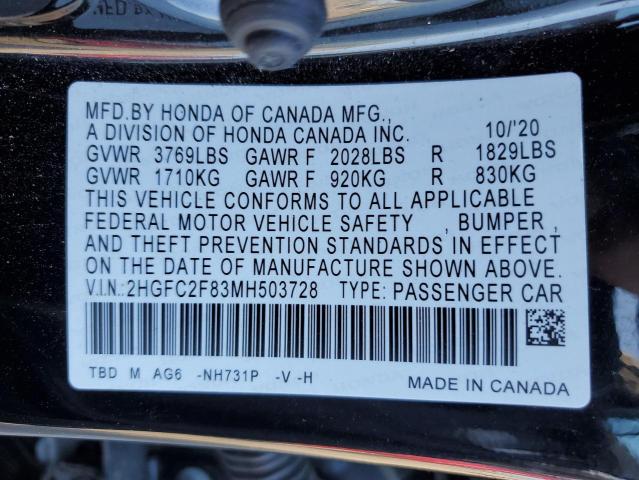 MFD.BY HONDA OF CANADA MFG.,
A DIVISION OF HONDA CANADA INC. 10/'20
GVWR 3769LBS GAWR F 2028LBS R 1829LBS
GVWR 1710KG GAWR F 920KG R 830KG
THIS VEHICLE CONFORMS TO ALL APPLICABLE
FEDERAL MOTOR VEHICLE SAFETY , BUMPER ,
AND THEFT PREVENTION STANDARDS IN EFFECT
ON THE DATE OF MANUFACTURE SHOWN ABOVE.
V.I.N.:2HGFC2F83MH503728 TYPE: PASSENGER CAR
TBD M AG6 -NH731P -V -H
MADE IN CANADA